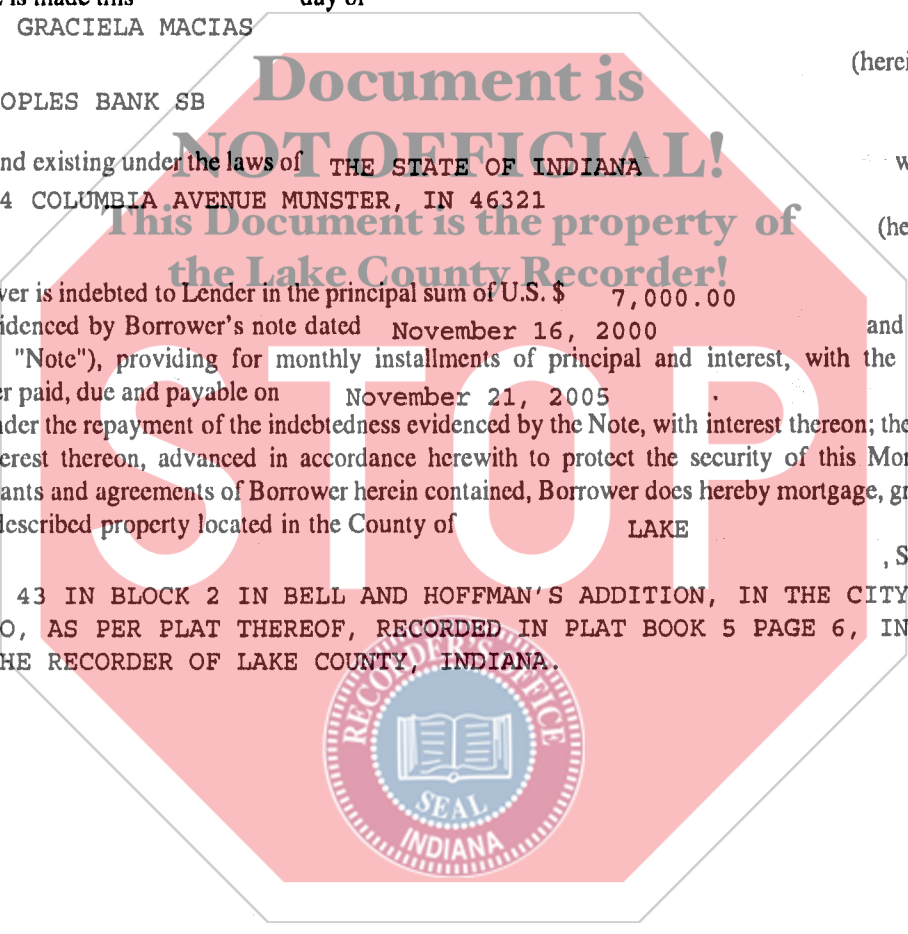 is made this day of
GRACIELA MACIAS
(herei
Document is
OPLES BANK SB
NOT OFFICIAL!
nd existing under the laws of THE STATE OF INDIANA w
4 COLUMBIA AVENUE MUNSTER, IN 46321
This Document is the property of
(he
the Lake County Recorder!
ver is indebted to Lender in the principal sum of U.S. $ 7,000.00
idenced by Borrower's note dated November 16, 2000 and
"Note"), providing for monthly installments of principal and interest, with the
er paid, due and payable on November 21, 2005 .
STOP
nder the repayment of the indebtedness evidenced by the Note, with interest thereon; the
erest thereon, advanced in accordance herewith to protect the security of this Mor
ants and agreements of Borrower herein contained, Borrower does hereby mortgage, gr
described property located in the County of LAKE
, S
43 IN BLOCK 2 IN BELL AND HOFFMAN'S ADDITION, IN THE CITY
O, AS PER PLAT THEREOF, RECORDED IN PLAT BOOK 5 PAGE 6, IN
HE RECORDER OF LAKE COUNTY, INDIANA.
RECORDER'S OFFICE
SEAL
INDIANA